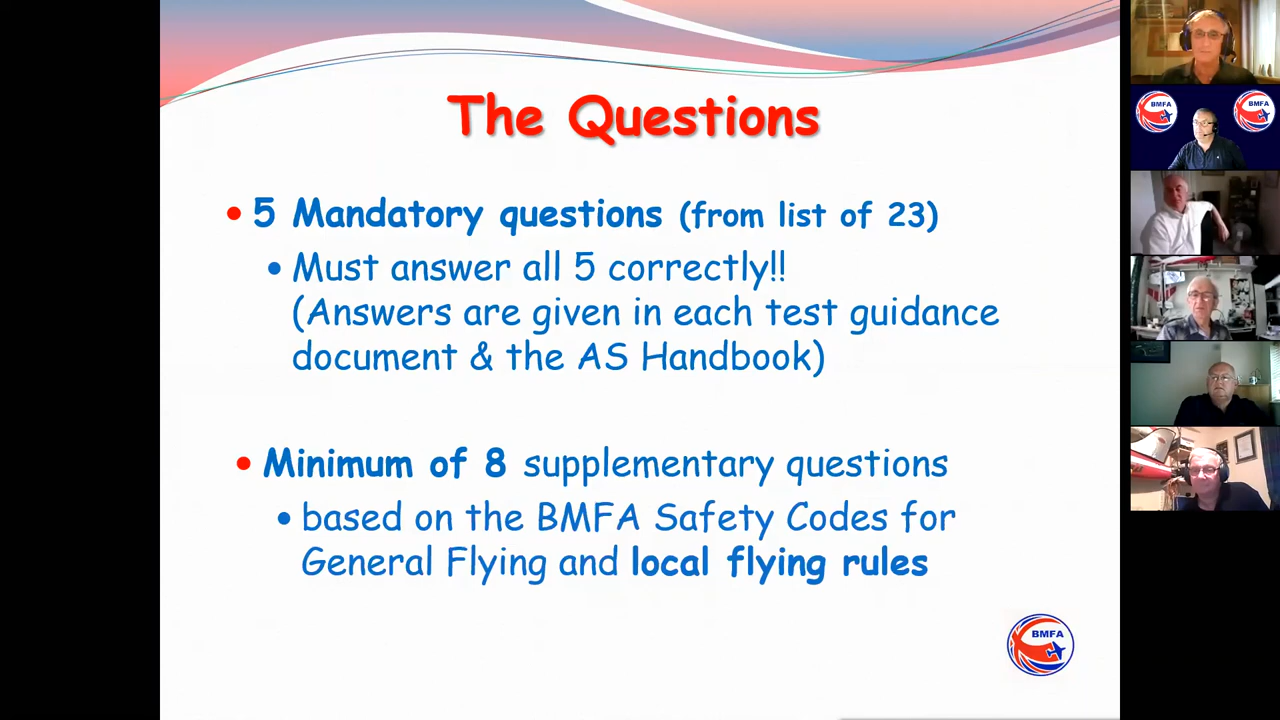 The Questions
• 5 Mandatory questions (from list of 23)
• Must answer all 5 correctly!!
(Answers are given in each test guidance
document & the AS Handbook)
• Minimum of 8 supplementary questions
• based on the BMFA Safety Codes for
General Flying and local flying rules
BMFA
BMFA
BMFA